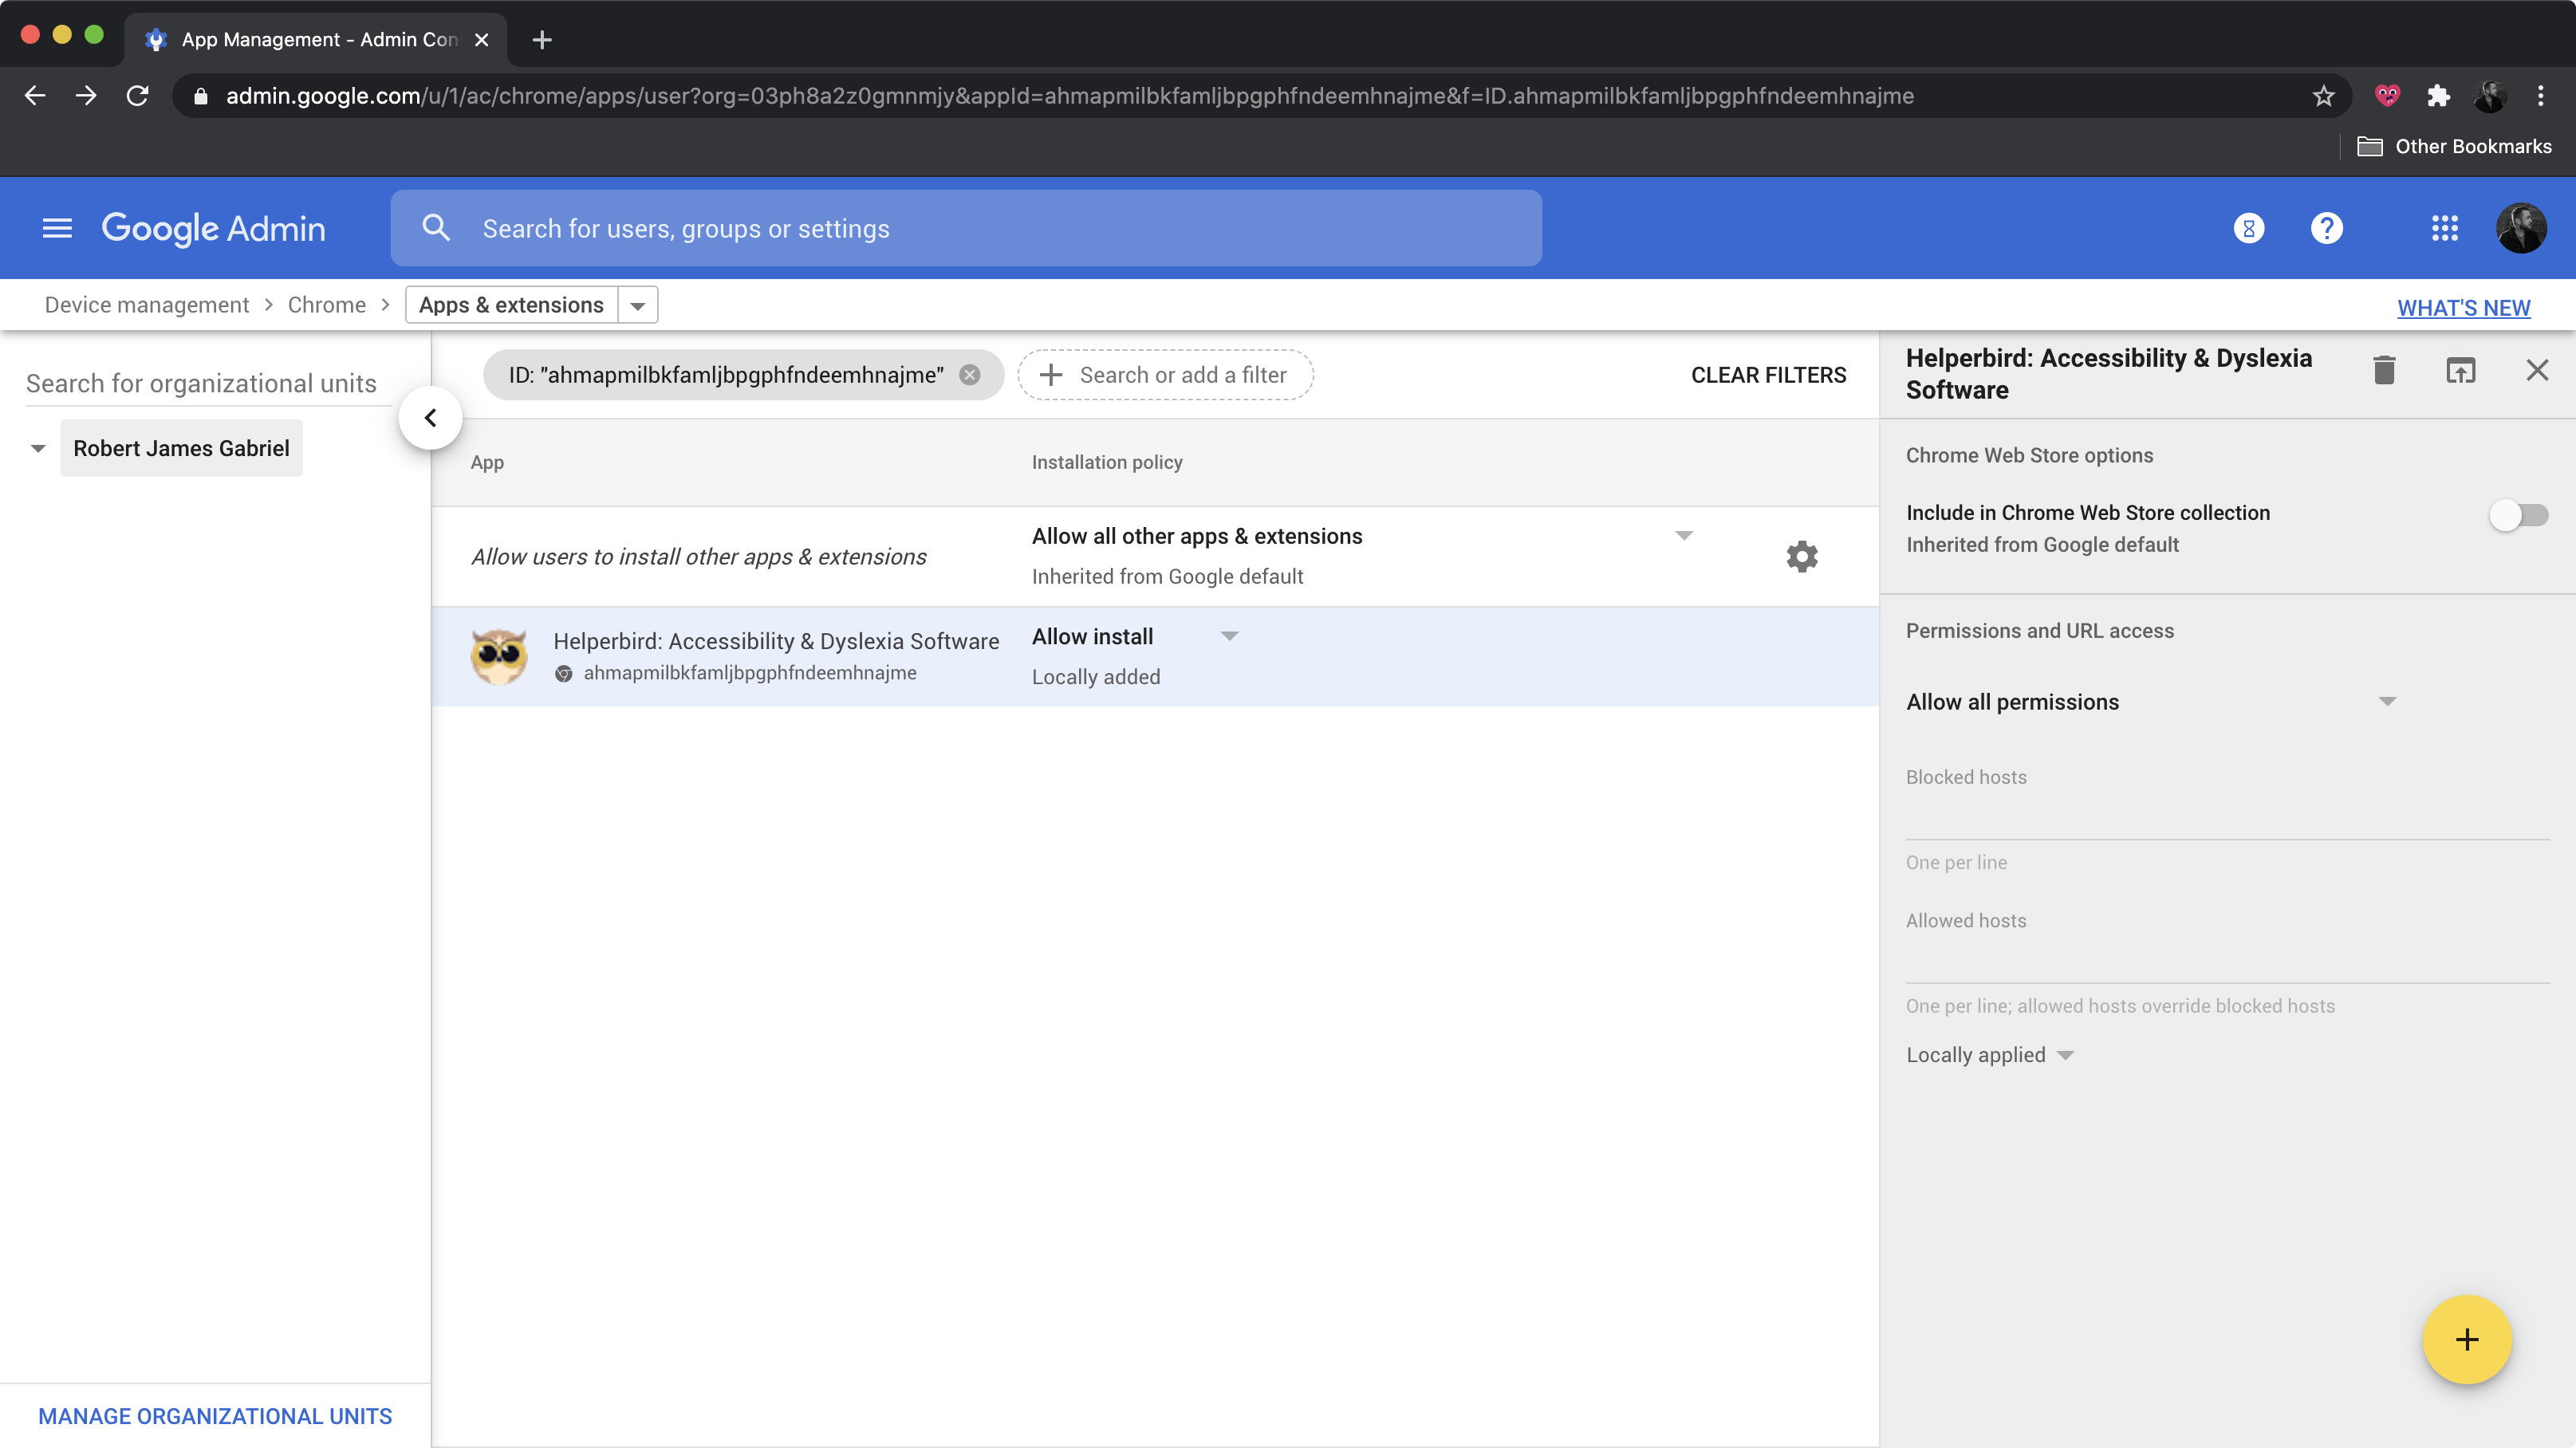 App Management - Admin Con
admin.google.com/u/1/ac/chrome/apps/user?org=03ph8a2z0gmnmjy&appId=ahmapmilbkfamljbpgphfndeemhnajme&f=ID.ahmapmilbkfamljbpgphfndeemhnajme
Other Bookmarks
Google Admin
Search for users, groups or settings
Device management > Chrome > Apps & extensions
WHAT'S NEW
Search for organizational units
Robert James Gabriel
MANAGE ORGANIZATIONAL UNITS
ID: "ahmapmilbkfamljbpgphfndeemhnajme"
Search or add a filter
CLEAR FILTERS
App
Installation policy
Allow users to install other apps & extensions
Allow all other apps & extensions
Inherited from Google default
Helperbird: Accessibility & Dyslexia Software
ahmapmilbkfamljbpgphfndeemhnajme
Allow install
Locally added
Helperbird: Accessibility & Dyslexia
Software
Chrome Web Store options
Include in Chrome Web Store collection
Inherited from Google default
Permissions and URL access
Allow all permissions
Blocked hosts
One per line
Allowed hosts
One per line; allowed hosts override blocked hosts
Locally applied